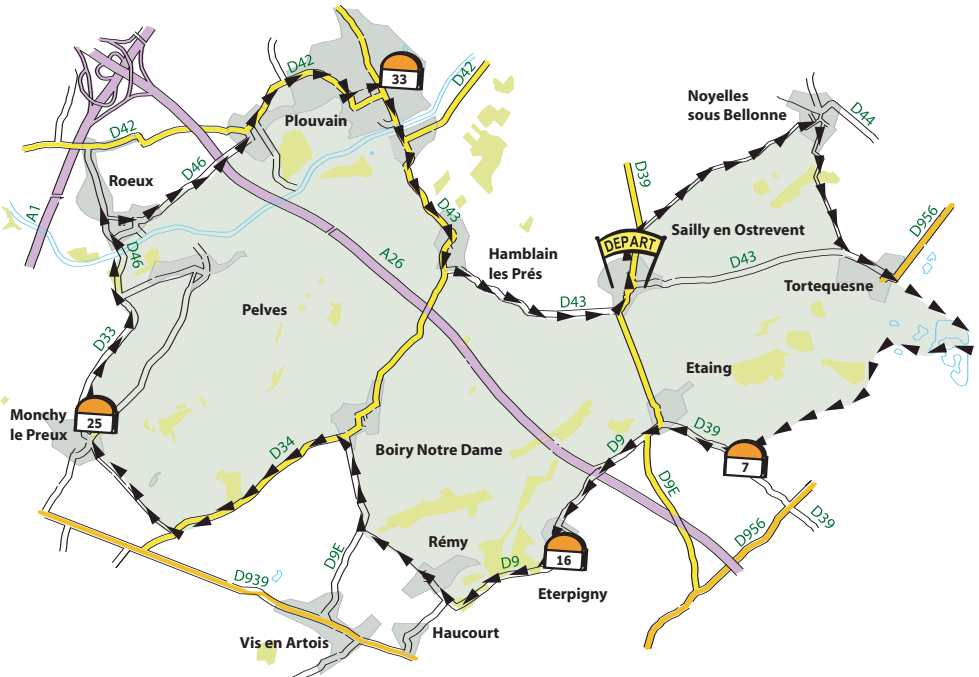 D42
33
D42
Plouvain
Noyelles
sous Bellonne
D44
D42
D46
Roeux
D39
D43
A1
D46
A26
Hamblain
les Prés
DEPART
Sailly en Ostrevent
D956
D43
Tortequesne
D43
Pelves
D33
Etaing
Monchy
le Preux
25
D34
Boiry Notre Dame
D9
D39
7
D9E
D956
D39
Rémy
D9E
D9
16
D939
Eterpigny
Haucourt
Vis en Artois